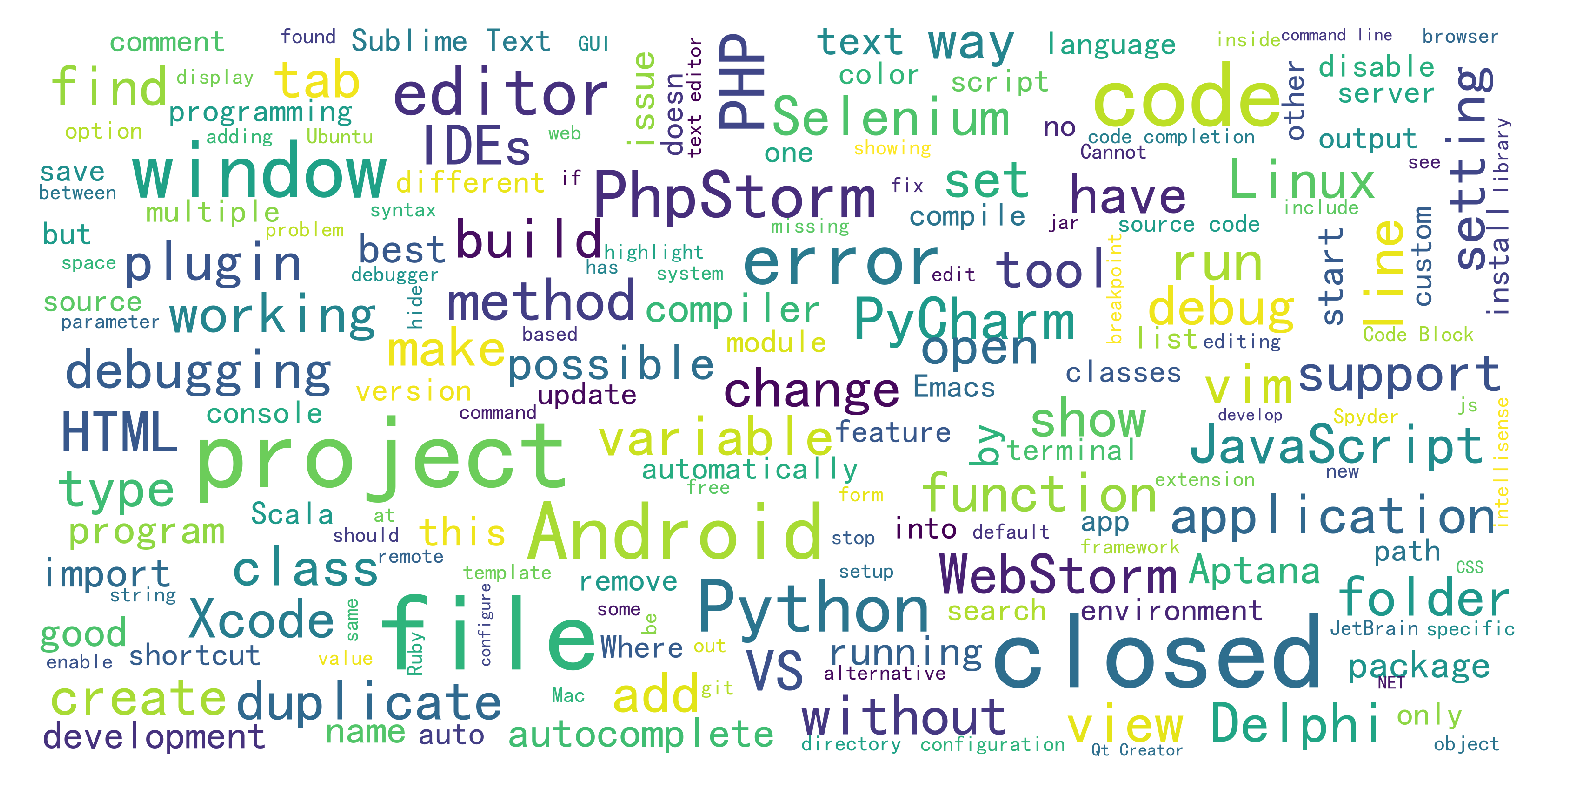 comment found Sublime Text GUI text way language inside command line browser
find display tab editor issue doesn text editor PHP color script code other disable
programming Selenium server setting
option adding Ubuntu IDEs web one showing no code completion Cannot output see library
save window different if PhpStorm fix set have Linux install
between multiple syntax missing compile jar source code include
but problem best build highlight error edit tool run start line custom
space plugin debugger has system breakpoint
source working hide method compiler PyCharm debug
parameter make based module open list editing Code Block
debugging possible change Emacs classes vim support
version update
HTML console command variable feature show develop Spyder js
project automatically by terminal JavaScript new intellisense
type free form function extension
program Scala at this Android into default app application
should stop framework path
import string class remote template remove setup WebStorm Aptana CSS
Xcode same file configure some be Python search environment folder
good Ruby closed JetBrain specific
enable shortcut value Where out VS running alternative package
create duplicate Mac add git NET
development name auto autocomplete without view Delphi only
directory configuration Qt Creator object